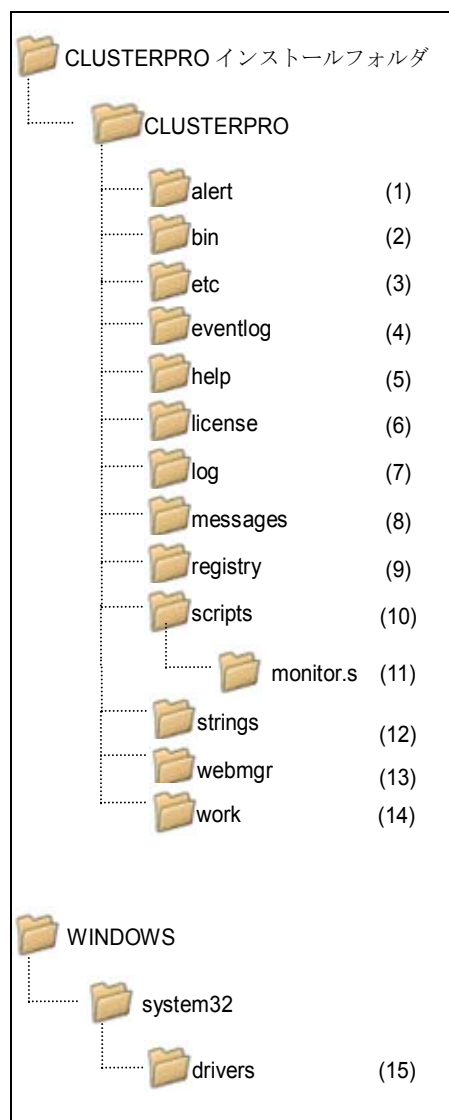 CLUSTERPRO インストールフォルダ
CLUSTERPRO
alert (1)
bin (2)
etc (3)
eventlog (4)
help (5)
license (6)
log (7)
messages (8)
registry (9)
scripts (10)
monitor.s (11)
strings (12)
webmgr (13)
work (14)
WINDOWS
system32
drivers (15)